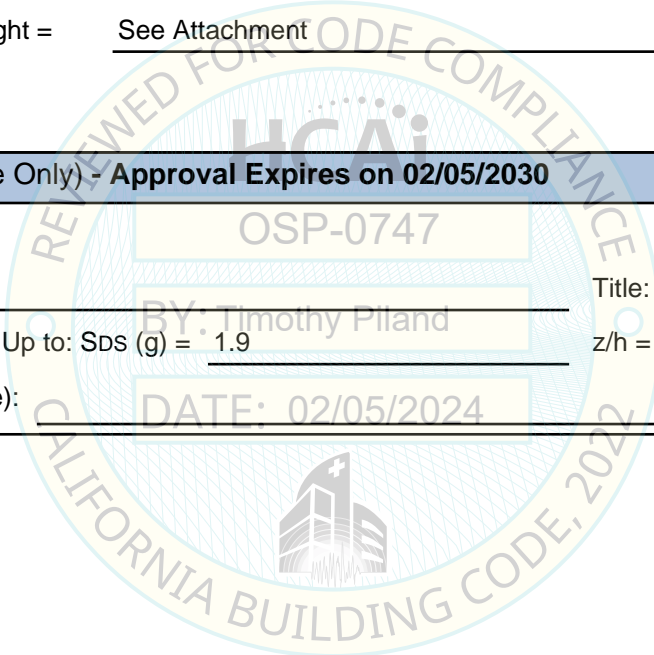 ght = See Attachment
REVIEWED FOR CODE COMPLIANCE
HCAi
e Only) - Approval Expires on 02/05/2030
OSP-0747
Title:
BY: Timothy Piland
Up to: SDS (g) = 1.9 z/h =
e):
DATE: 02/05/2024
CALIFORNIA BUILDING CODE, 2022